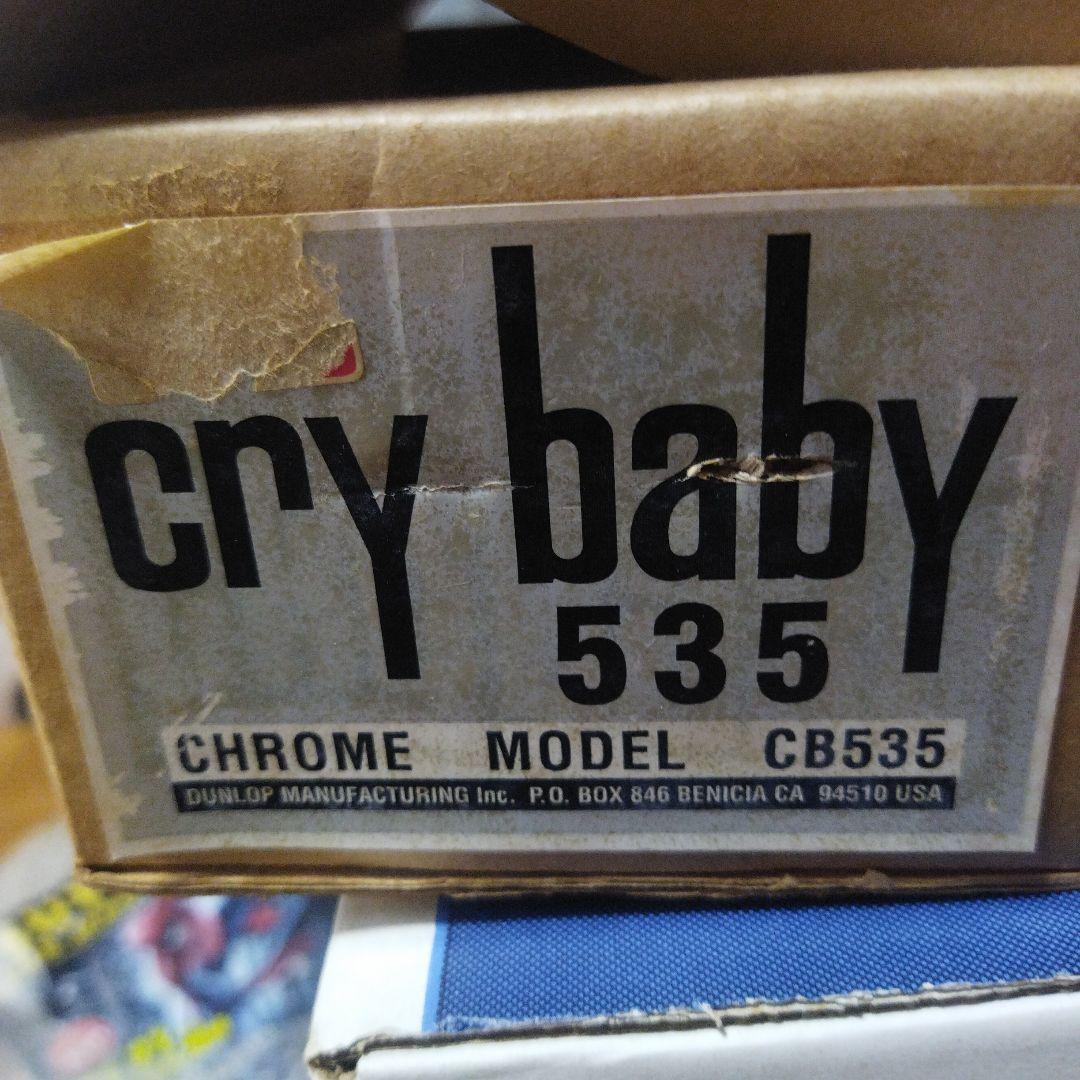 cry baby
535
CHROME MODEL CB535
DUNLOP MANUFACTURING Inc. P.O. BOX 846 BENICIA CA 94510 USA